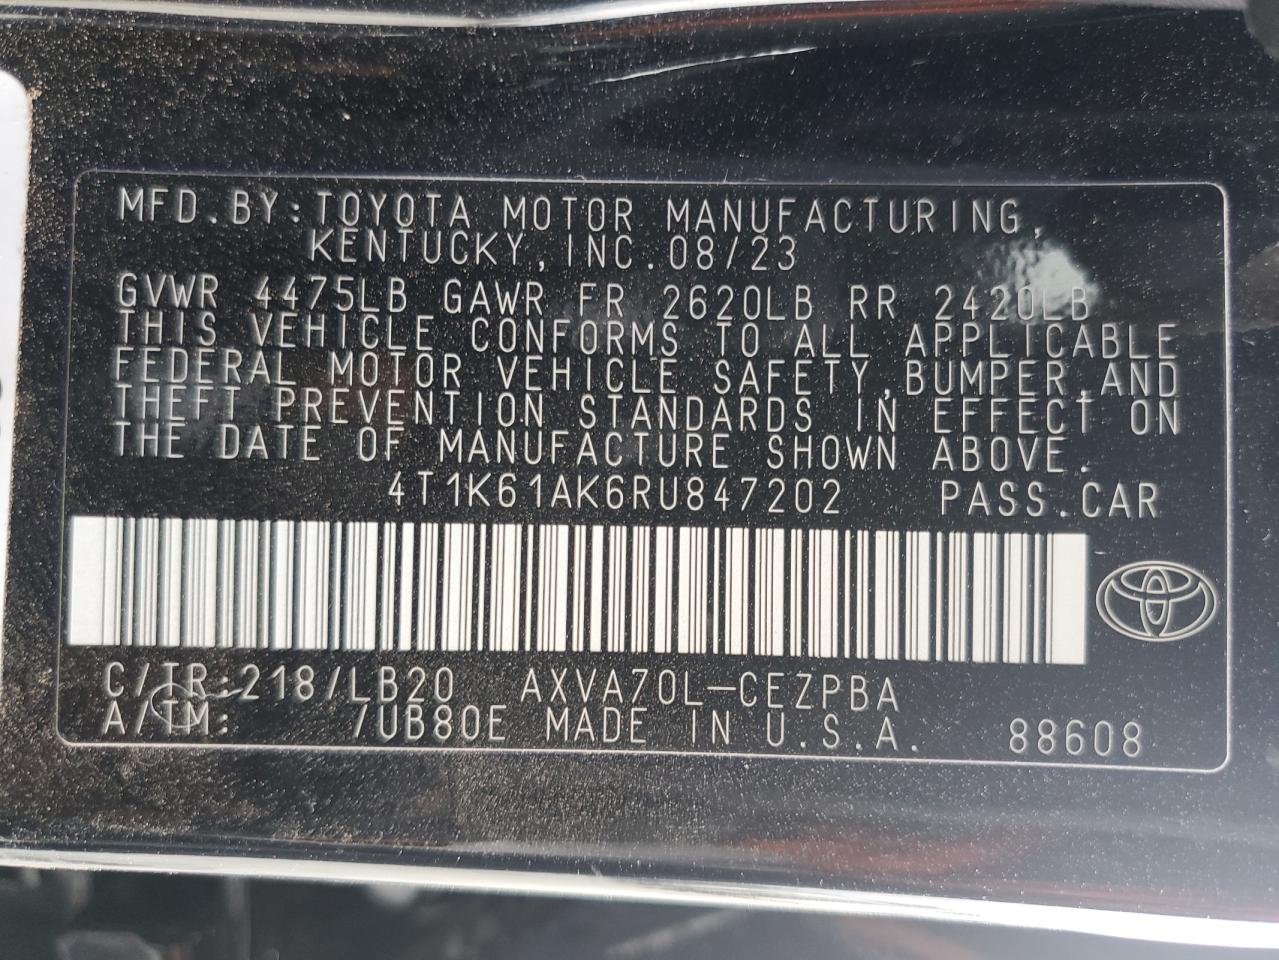 MFD.BY:TOYOTA MOTOR MANUFACTURING,
KENTUCKY,INC.08/23
GVWR 4475LB GAWR FR 2620LB RR 2420LB
THIS VEHICLE CONFORMS TO ALL APPLICABLE
FEDERAL MOTOR VEHICLE SAFETY,BUMPER,AND
THEFT PREVENTION STANDARDS IN EFFECT ON
THE DATE OF MANUFACTURE SHOWN ABOVE.
4T1K61AK6RU847202 PASS.CAR
C/TR:218/LB20 AXVA70L-CEZPBA
A/TM: /UB80E MADE IN U.S.A. 88608